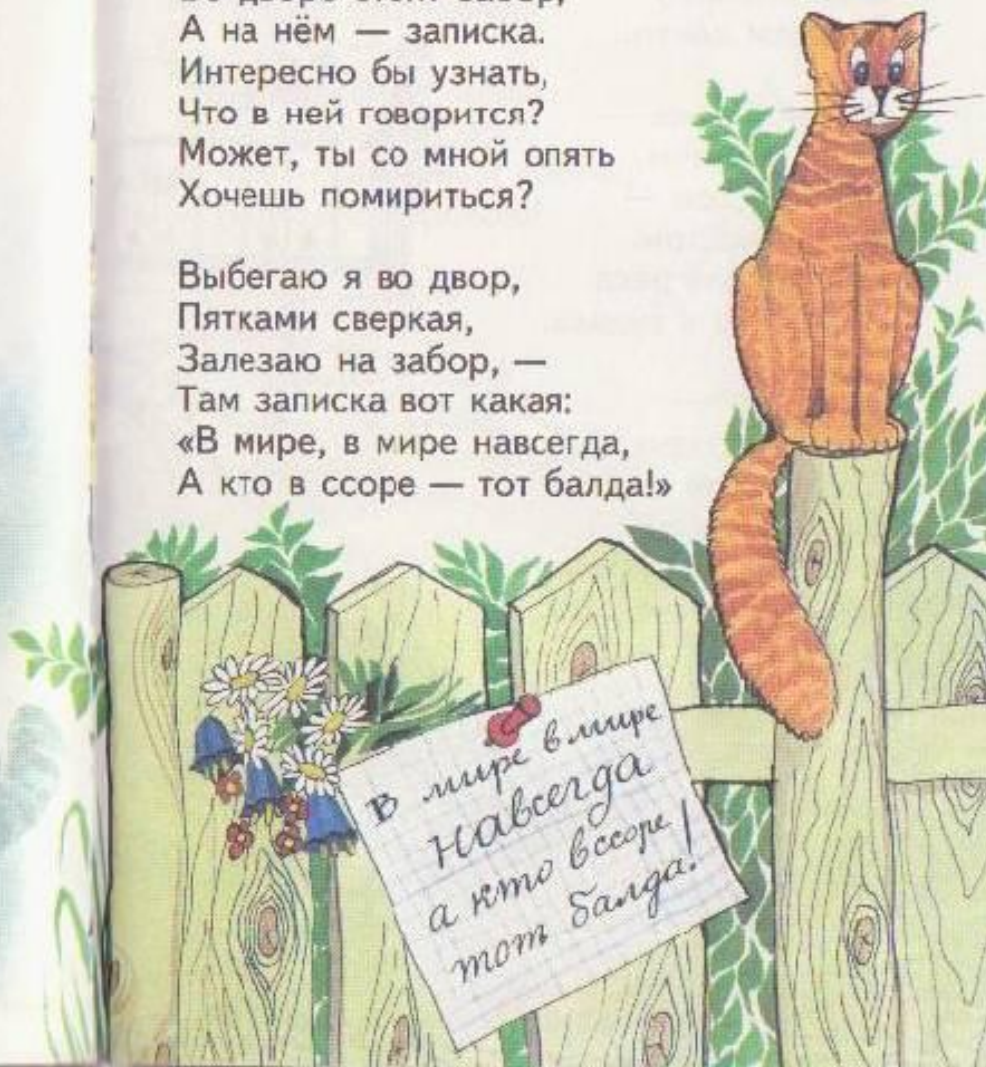 А на нём — записка.
Интересно бы узнать,
Что в ней говорится?
Может, ты со мной опять
Хочешь помириться?
Выбегаю я во двор,
Пятками сверкая,
Залезаю на забор, —
Там записка вот какая:
«В мире, в мире навсегда,
А кто в ссоре — тот балда!»
В мире в мире
навсегда
а кто в ссоре
тот балда!